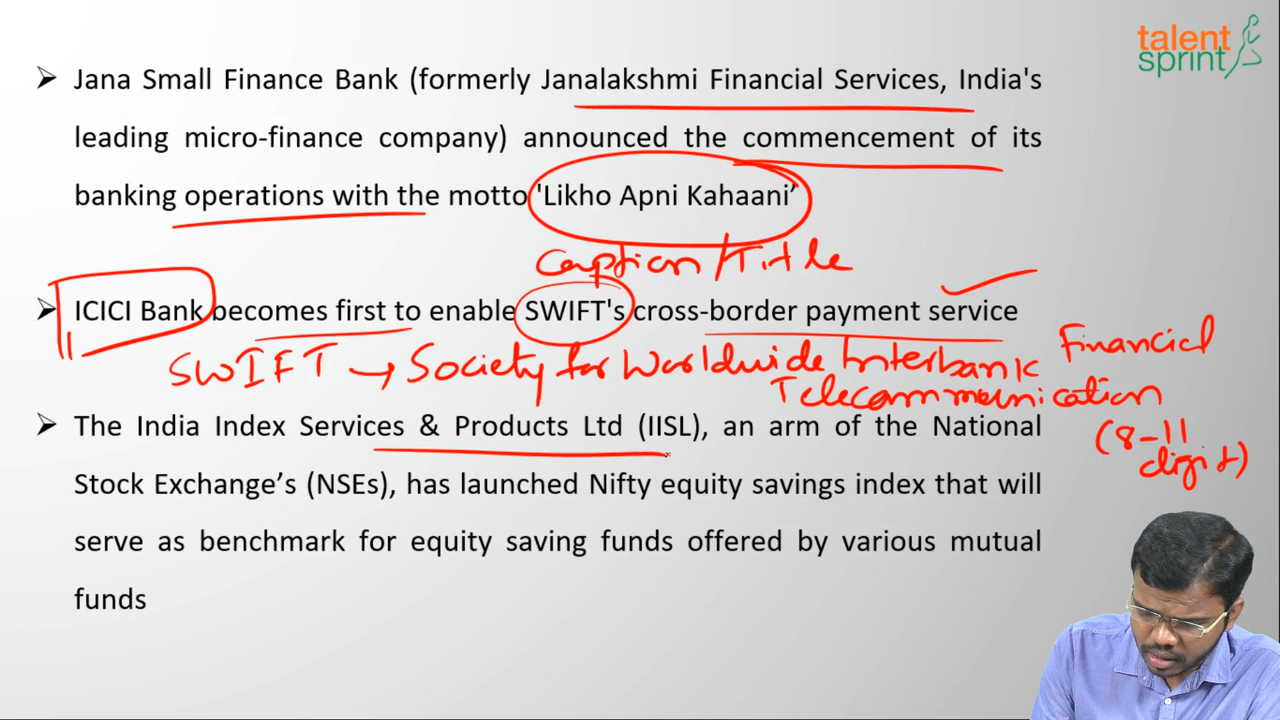 talent
sprint
➤ Jana Small Finance Bank (formerly Janalakshmi Financial Services, India's
leading micro-finance company) announced the commencement of its
banking operations with the motto 'Likho Apni Kahaani’
Caption/Title
➤ ICICI Bank becomes first to enable SWIFT's cross-border payment service
SWIFT → Society for Worldwide Interbank Financial
Telecommunication
(8-11
digit)
➤ The India Index Services & Products Ltd (IISL), an arm of the National
Stock Exchange’s (NSEs), has launched Nifty equity savings index that will
serve as benchmark for equity saving funds offered by various mutual
funds